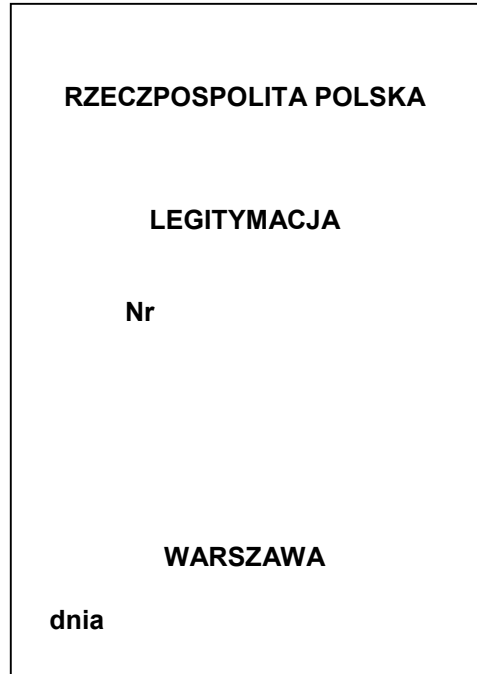 RZECZPOSPOLITA POLSKA
LEGITYMACJA
Nr
WARSZAWA
dnia